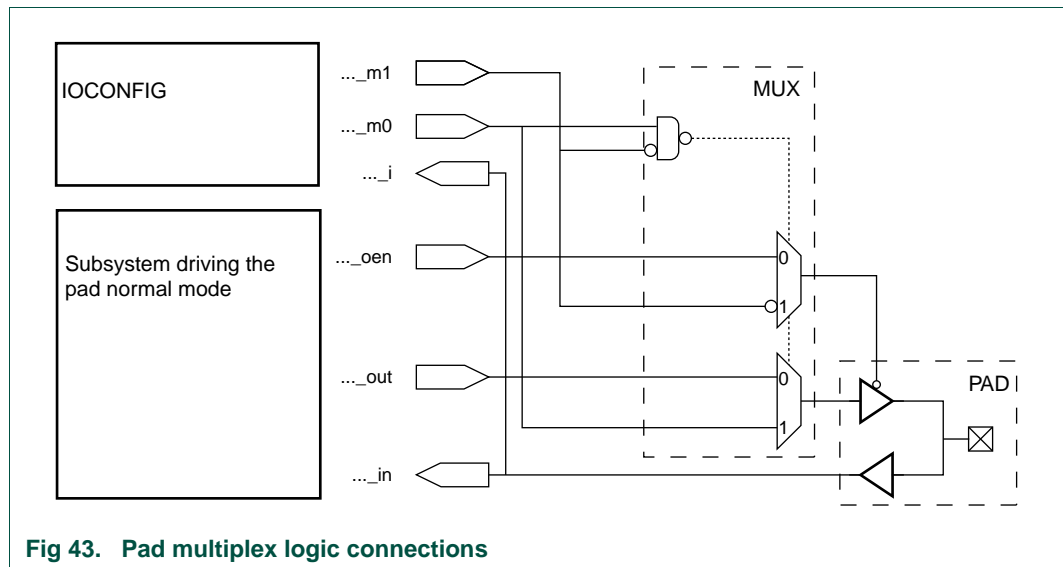 IOCONFIG
..._m1
..._m0
..._i
MUX
Subsystem driving the
pad normal mode
..._oen
0
1
..._out
0
1
..._in
PAD
Fig 43. Pad multiplex logic connections